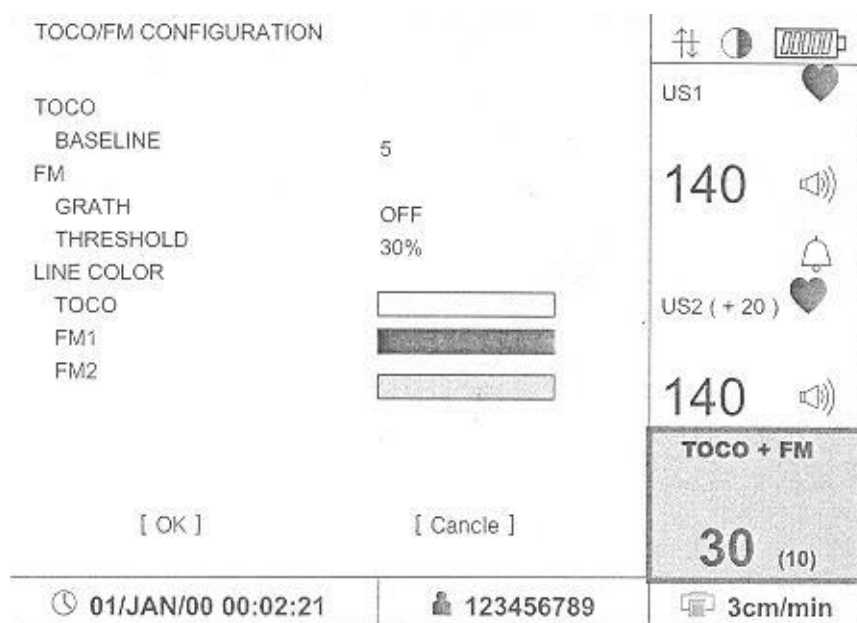 TOCO/FM CONFIGURATION
TOCO
BASELINE 5
FM
GRATH OFF
THRESHOLD 30%
LINE COLOR
TOCO
FM1
FM2
[ OK ] [ Cancle ]
US1
140
US2 ( + 20 )
140
TOCO + FM
30 (10)
01/JAN/00 00:02:21 123456789 3cm/min